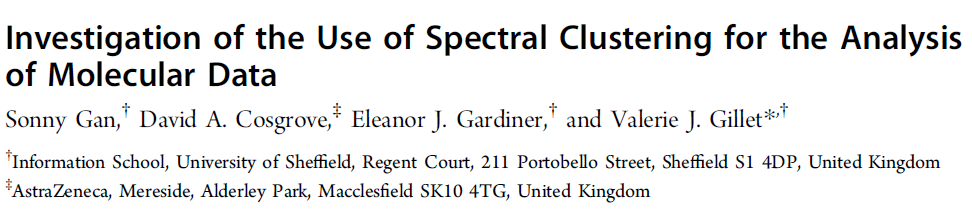 Investigation of the Use of Spectral Clustering for the Analysis
of Molecular Data
Sonny Gan,† David A. Cosgrove,‡ Eleanor J. Gardiner,† and Valerie J. Gillet*,†
†Information School, University of Sheffield, Regent Court, 211 Portobello Street, Sheffield S1 4DP, United Kingdom
‡AstraZeneca, Mereside, Alderley Park, Macclesfield SK10 4TG, United Kingdom